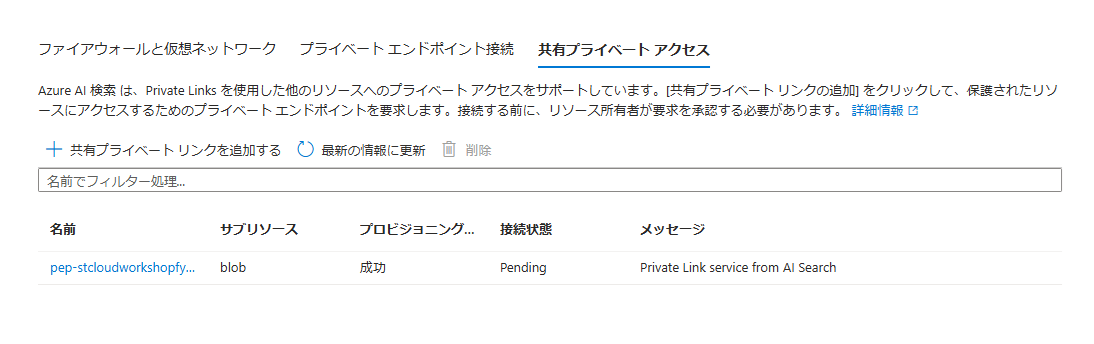 ファイアウォールと仮想ネットワーク プライベート エンドポイント接続 共有プライベート アクセス
Azure AI 検索 は、Private Links を使用した他のリソースへのプライベート アクセスをサポートしています。[共有プライベート リンクの追加] をクリックして、保護されたリソ
ースにアクセスするためのプライベート エンドポイントを要求します。接続する前に、リソース所有者が要求を承認する必要があります。 詳細情報
共有プライベート リンクを追加する 最新の情報に更新 削除
名前でフィルター処理...
名前 サブリソース プロビジョニング... 接続状態 メッセージ
pep-stcloudworkshopfy... blob 成功 Pending Private Link service from AI Search